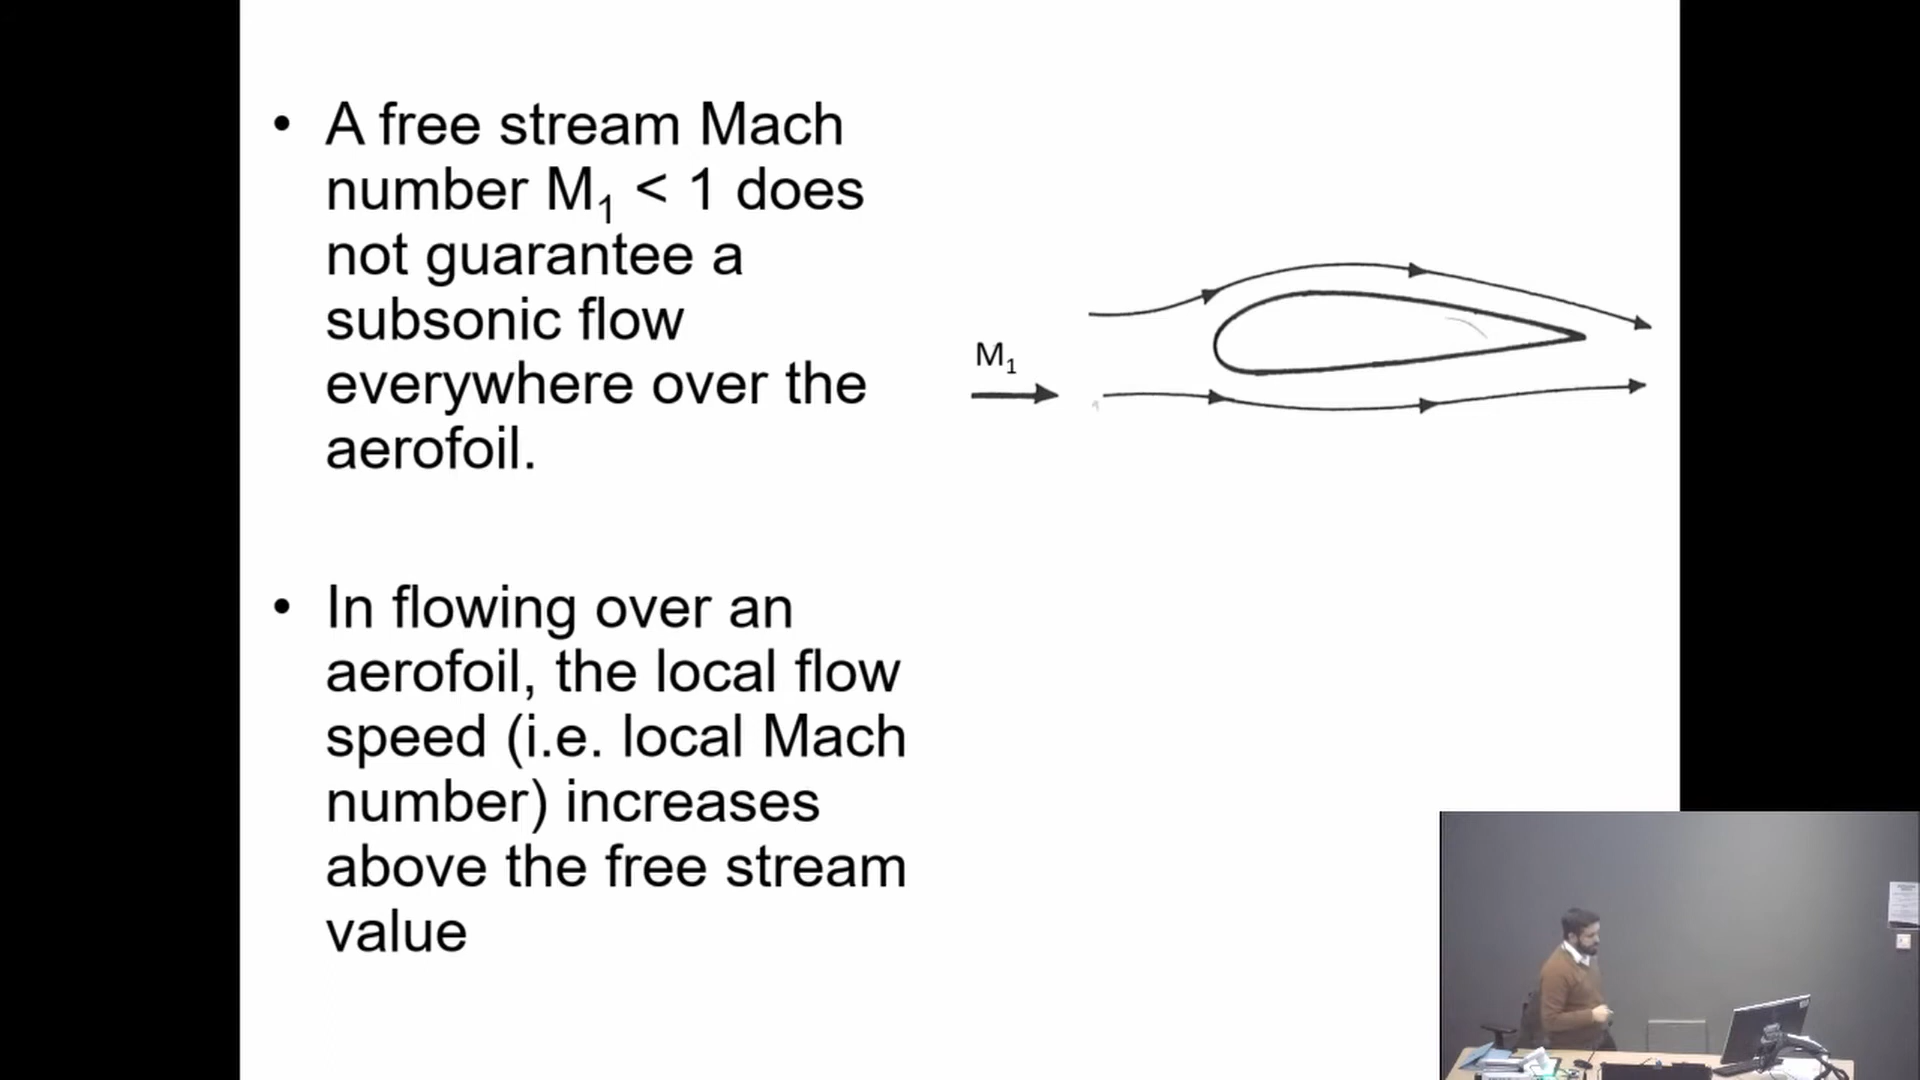 • A free stream Mach
number M₁ < 1 does
not guarantee a
subsonic flow
everywhere over the
aerofoil.
• In flowing over an
aerofoil, the local flow
speed (i.e. local Mach
number) increases
above the free stream
value
M₁